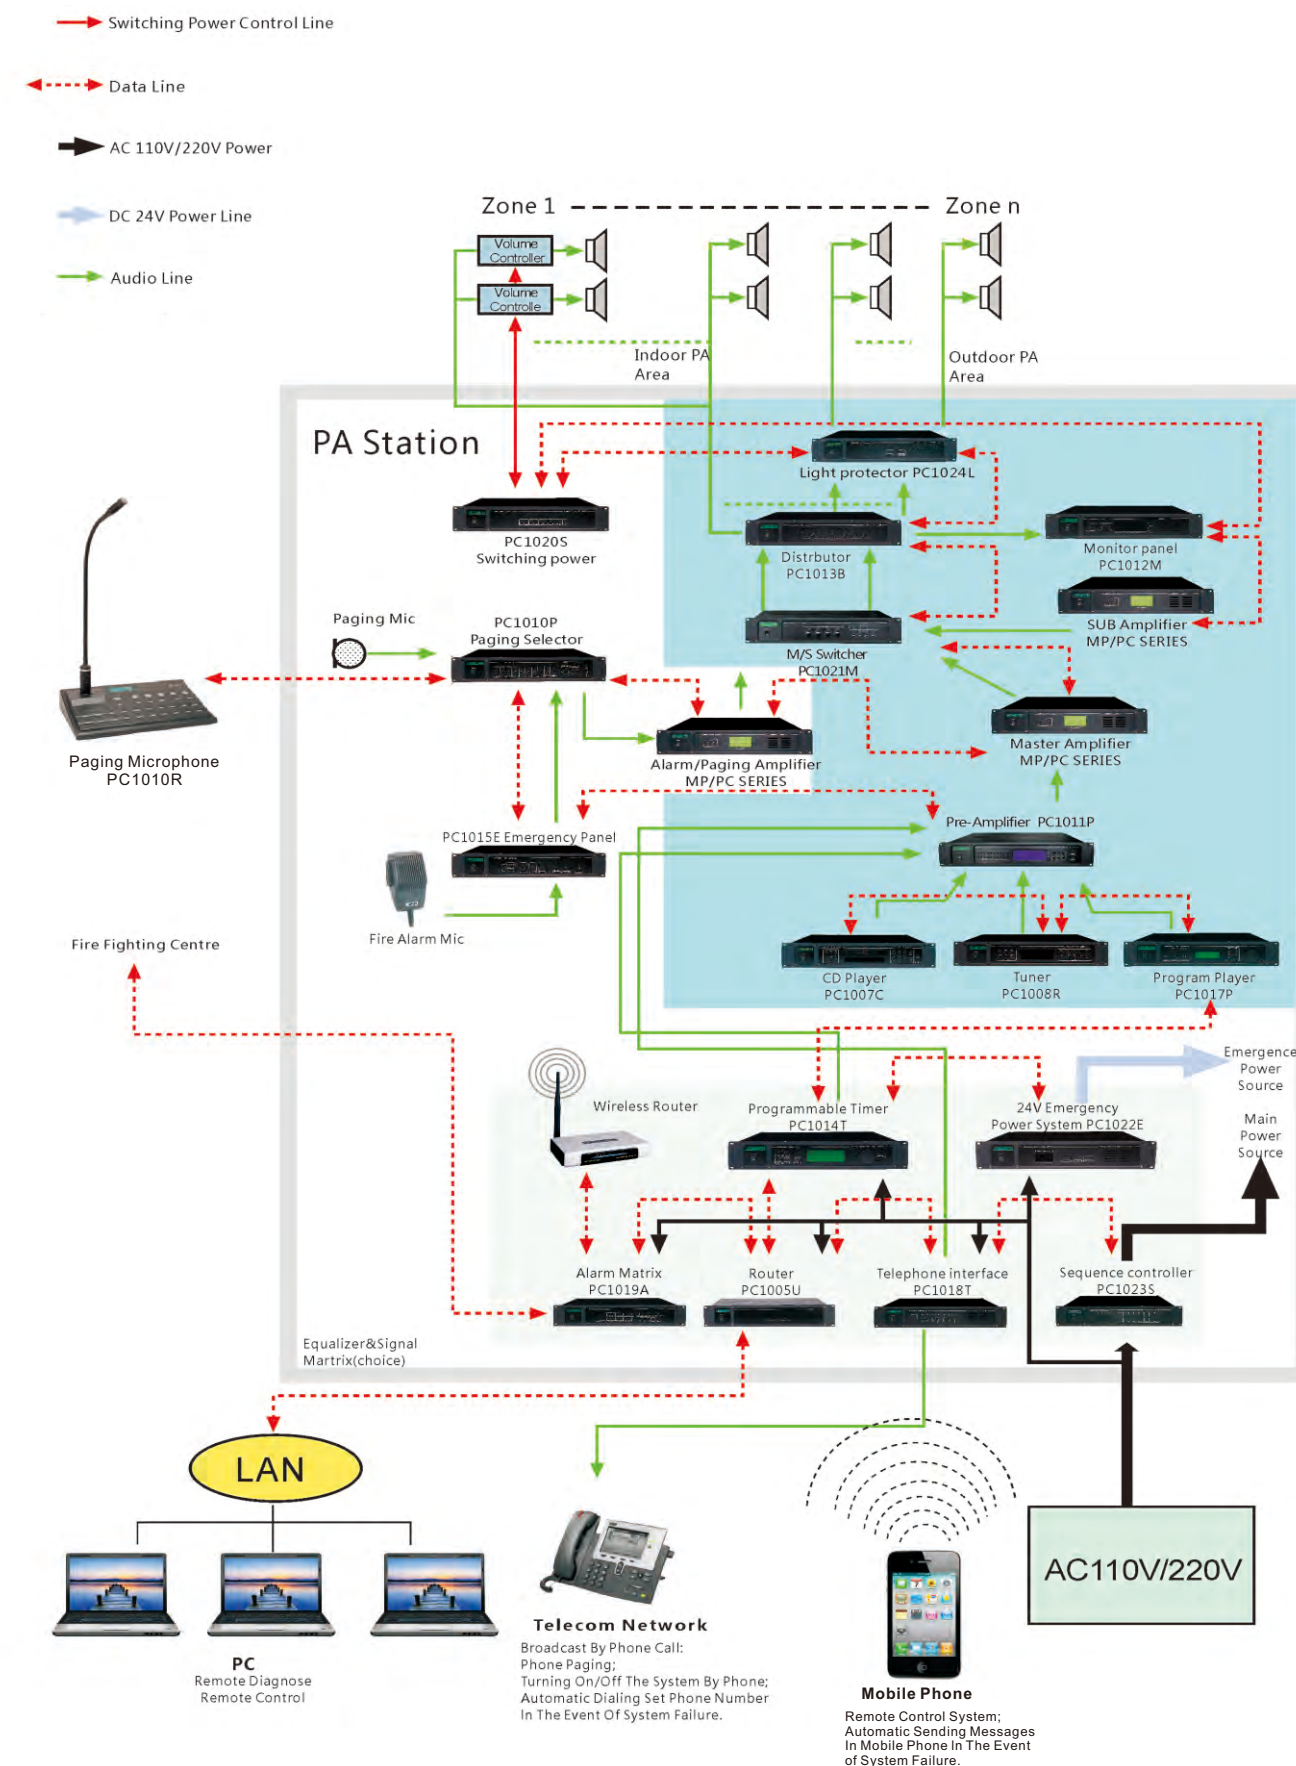 Switching Power Control Line
Data Line
AC 110V/220V Power
DC 24V Power Line
Audio Line
Zone 1
Zone n
Volume
Controller
Volume
Controlle
Indoor PA
Area
Outdoor PA
Area
PA Station
Light protector PC1024L
PC1020S
Switching power
Distrbutor
PC1013B
Monitor panel
PC1012M
SUB Amplifier
MP/PC SERIES
Paging Mic
PC1010P
Paging Selector
M/S Switcher
PC1021M
Paging Microphone
PC1010R
Alarm/Paging Amplifier
MP/PC SERIES
Master Amplifier
MP/PC SERIES
Pre-Amplifier PC1011P
PC1015E Emergency Panel
Fire Alarm Mic
Fire Fighting Centre
CD Player
PC1007C
Tuner
PC1008R
Program Player
PC1017P
Emergence
Power
Source
Wireless Router
Programmable Timer
PC1014T
24V Emergency
Power System PC1022E
Main
Power
Source
Alarm Matrix
PC1019A
Router
PC1005U
Telephone interface
PC1018T
Sequence controller
PC1023S
Equalizer&Signal
Martrix(choice)
LAN
AC110V/220V
PC
Remote Diagnose
Remote Control
Telecom Network
Broadcast By Phone Call:
Phone Paging;
Turning On/Off The System By Phone;
Automatic Dialing Set Phone Number
In The Event Of System Failure.
Mobile Phone
Remote Control System;
Automatic Sending Messages
In Mobile Phone In The Event
of System Failure.